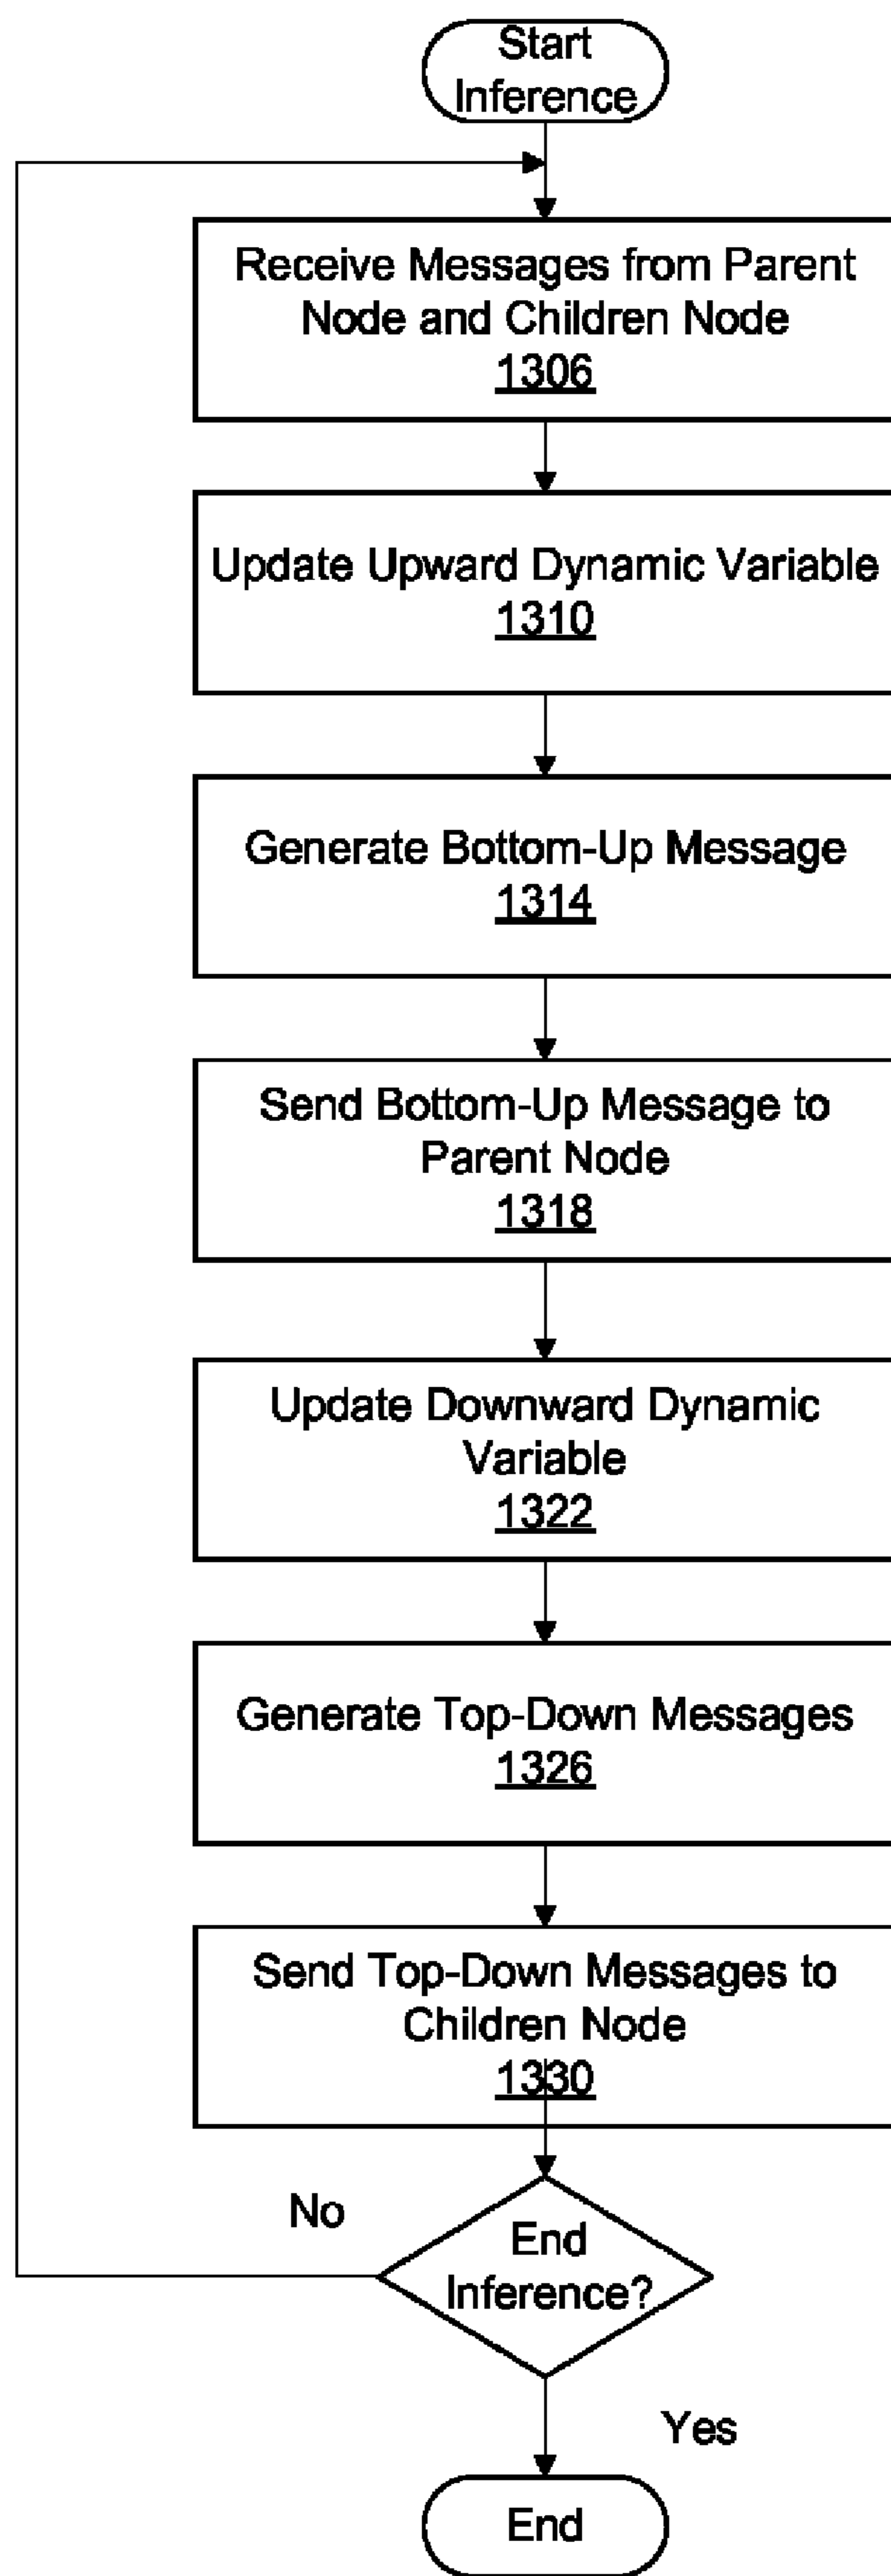 Start
Inference
Receive Messages from Parent
Node and Children Node
1306
Update Upward Dynamic Variable
1310
Generate Bottom-Up Message
1314
Send Bottom-Up Message to
Parent Node
1318
Update Downward Dynamic
Variable
1322
Generate Top-Down Messages
1326
Send Top-Down Messages to
Children Node
1330
No
End
Inference?
Yes
End